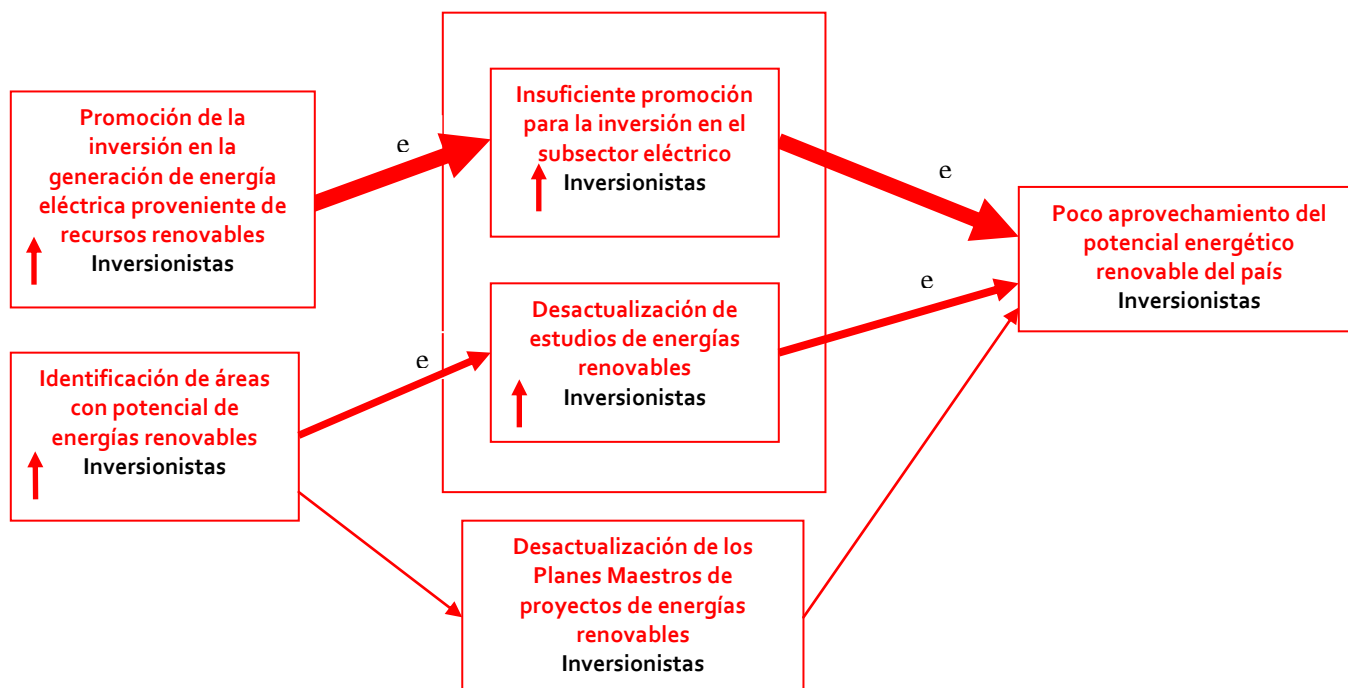 Promoción de la
inversión en la
generación de energía
eléctrica proveniente de
recursos renovables
Inversionistas
Identificación de áreas
con potencial de
energías renovables
Inversionistas
e
e
Insuficiente promoción
para la inversión en el
subsector eléctrico
Inversionistas
Desactualización de
estudios de energías
renovables
Inversionistas
Desactualización de los
Planes Maestros de
proyectos de energías
renovables
Inversionistas
e
e
Poco aprovechamiento del
potencial energético
renovable del país
Inversionistas